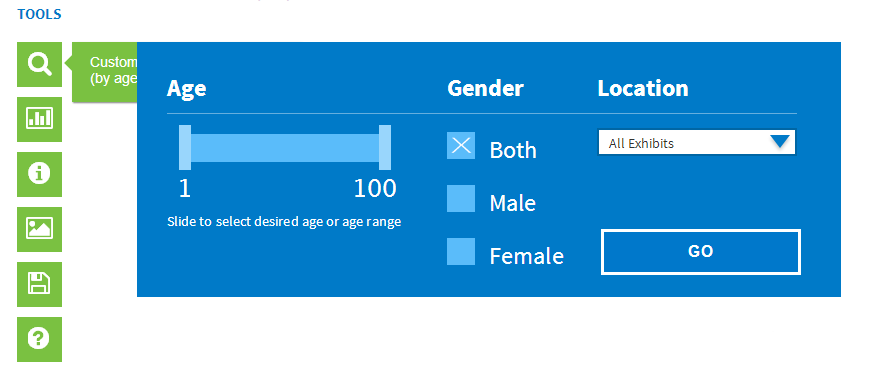 TOOLS
Custom
(by age
Age
Gender
Location
Both
All Exhibits
1
100
Male
Slide to select desired age or age range
Female
GO